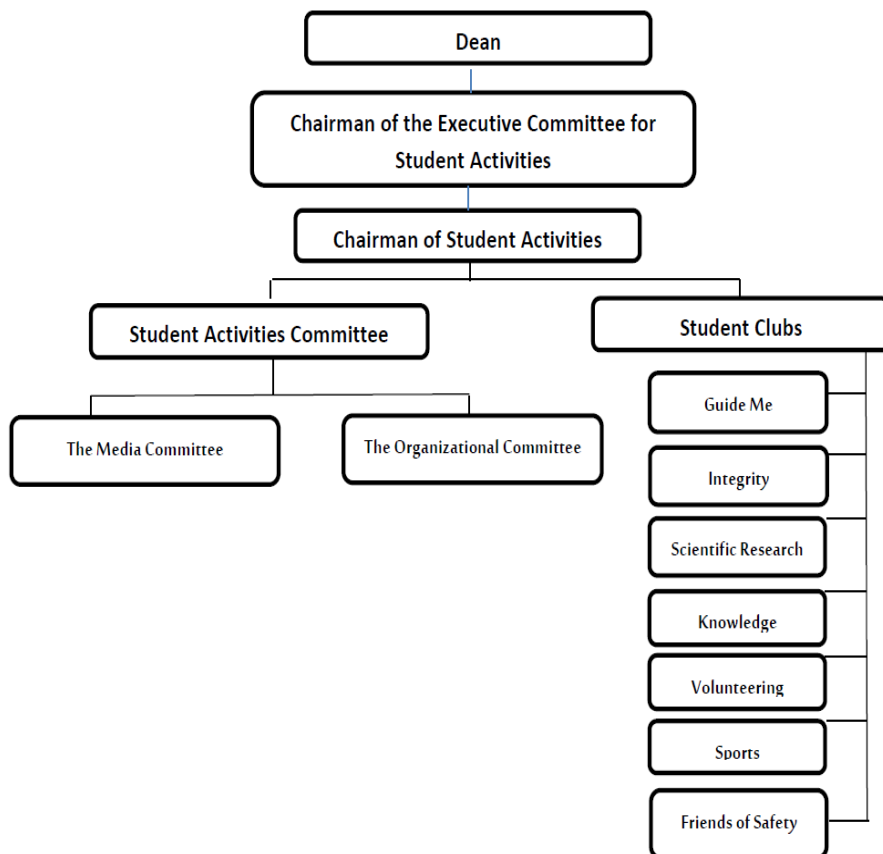 Dean
Chairman of the Executive Committee for
Student Activities
Chairman of Student Activities
Student Activities Committee
Student Clubs
The Media Committee
The Organizational Committee
Guide Me
Integrity
Scientific Research
Knowledge
Volunteering
Sports
Friends of Safety